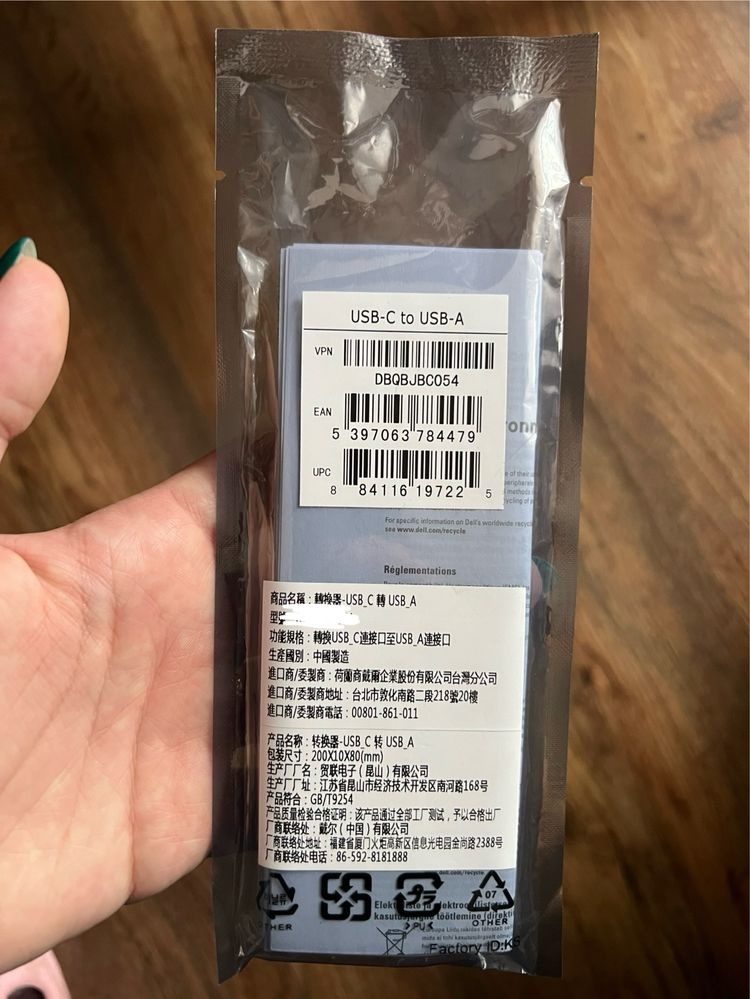 USB-C to USB-A
VPN
DBQBJBC054
EAN
5 397063 784479
UPC
8 84116 19722 5
For specific information on Dell's worldwide recycl
see www.dell.com/recycle
Réglementations
商品名稱：轉換器-USB_C 轉 USB_A
型號
功能規格：轉換USB_C連接口至USB_A連接口
生產國別：中國製造
進口商/委製商：荷蘭商戴爾企業股份有限公司台灣分公司
進口商/委製商地址：台北市敦化南路二段218號20樓
進口商/委製商電話：00801-861-011
产品名称：转换器-USB_C 转 USB_A
包装尺寸：200X10X80(mm)
生产厂厂名：贸联电子（昆山）有限公司
生产厂厂址：江苏省昆山市经济技术开发区南河路168号
产品符合：GB/T9254
产品质量检验合格证明：该产品通过全部工厂测试，予以合格出厂
厂商联络处：戴尔（中国）有限公司
厂商联络处地址：福建省厦门火炬高新区信息光电园金尚路2388号
厂商联络处电话：86-592-8181888
dell.com/recycle
07
OTHER
kasutusjärgne töötlemine (direkti
Factory ID:KS